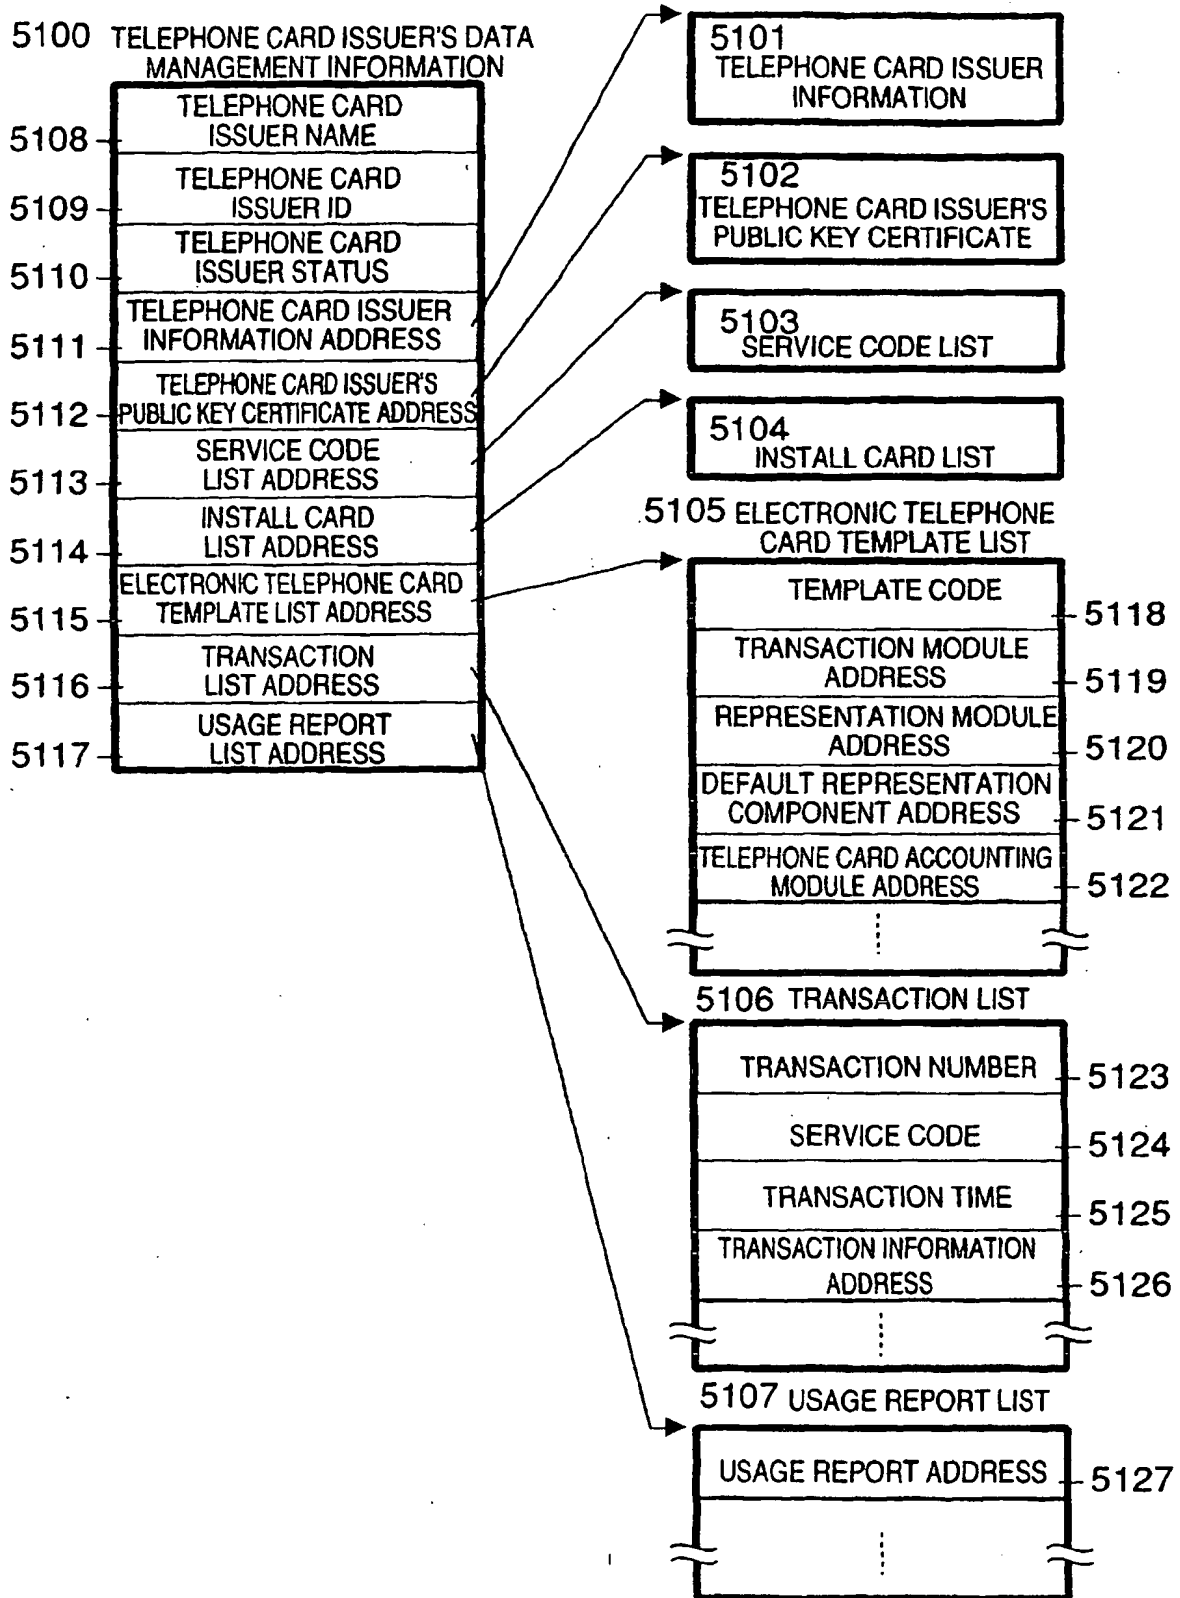 5100 TELEPHONE CARD ISSUER'S DATA
MANAGEMENT INFORMATION
TELEPHONE CARD
ISSUER NAME
5108
TELEPHONE CARD
ISSUER ID
5109
TELEPHONE CARD
ISSUER STATUS
5110
TELEPHONE CARD ISSUER
INFORMATION ADDRESS
5111
TELEPHONE CARD ISSUER'S
PUBLIC KEY CERTIFICATE ADDRESS
5112
SERVICE CODE
LIST ADDRESS
5113
INSTALL CARD
LIST ADDRESS
5114
ELECTRONIC TELEPHONE CARD
TEMPLATE LIST ADDRESS
5115
TRANSACTION
LIST ADDRESS
5116
USAGE REPORT
LIST ADDRESS
5117
5101
TELEPHONE CARD ISSUER
INFORMATION
5102
TELEPHONE CARD ISSUER'S
PUBLIC KEY CERTIFICATE
5103
SERVICE CODE LIST
5104
INSTALL CARD LIST
5105 ELECTRONIC TELEPHONE
CARD TEMPLATE LIST
TEMPLATE CODE
5118
TRANSACTION MODULE
ADDRESS
5119
REPRESENTATION MODULE
ADDRESS
5120
DEFAULT REPRESENTATION
COMPONENT ADDRESS
5121
TELEPHONE CARD ACCOUNTING
MODULE ADDRESS
5122
5106 TRANSACTION LIST
TRANSACTION NUMBER
5123
SERVICE CODE
5124
TRANSACTION TIME
5125
TRANSACTION INFORMATION
ADDRESS
5126
5107 USAGE REPORT LIST
USAGE REPORT ADDRESS
5127